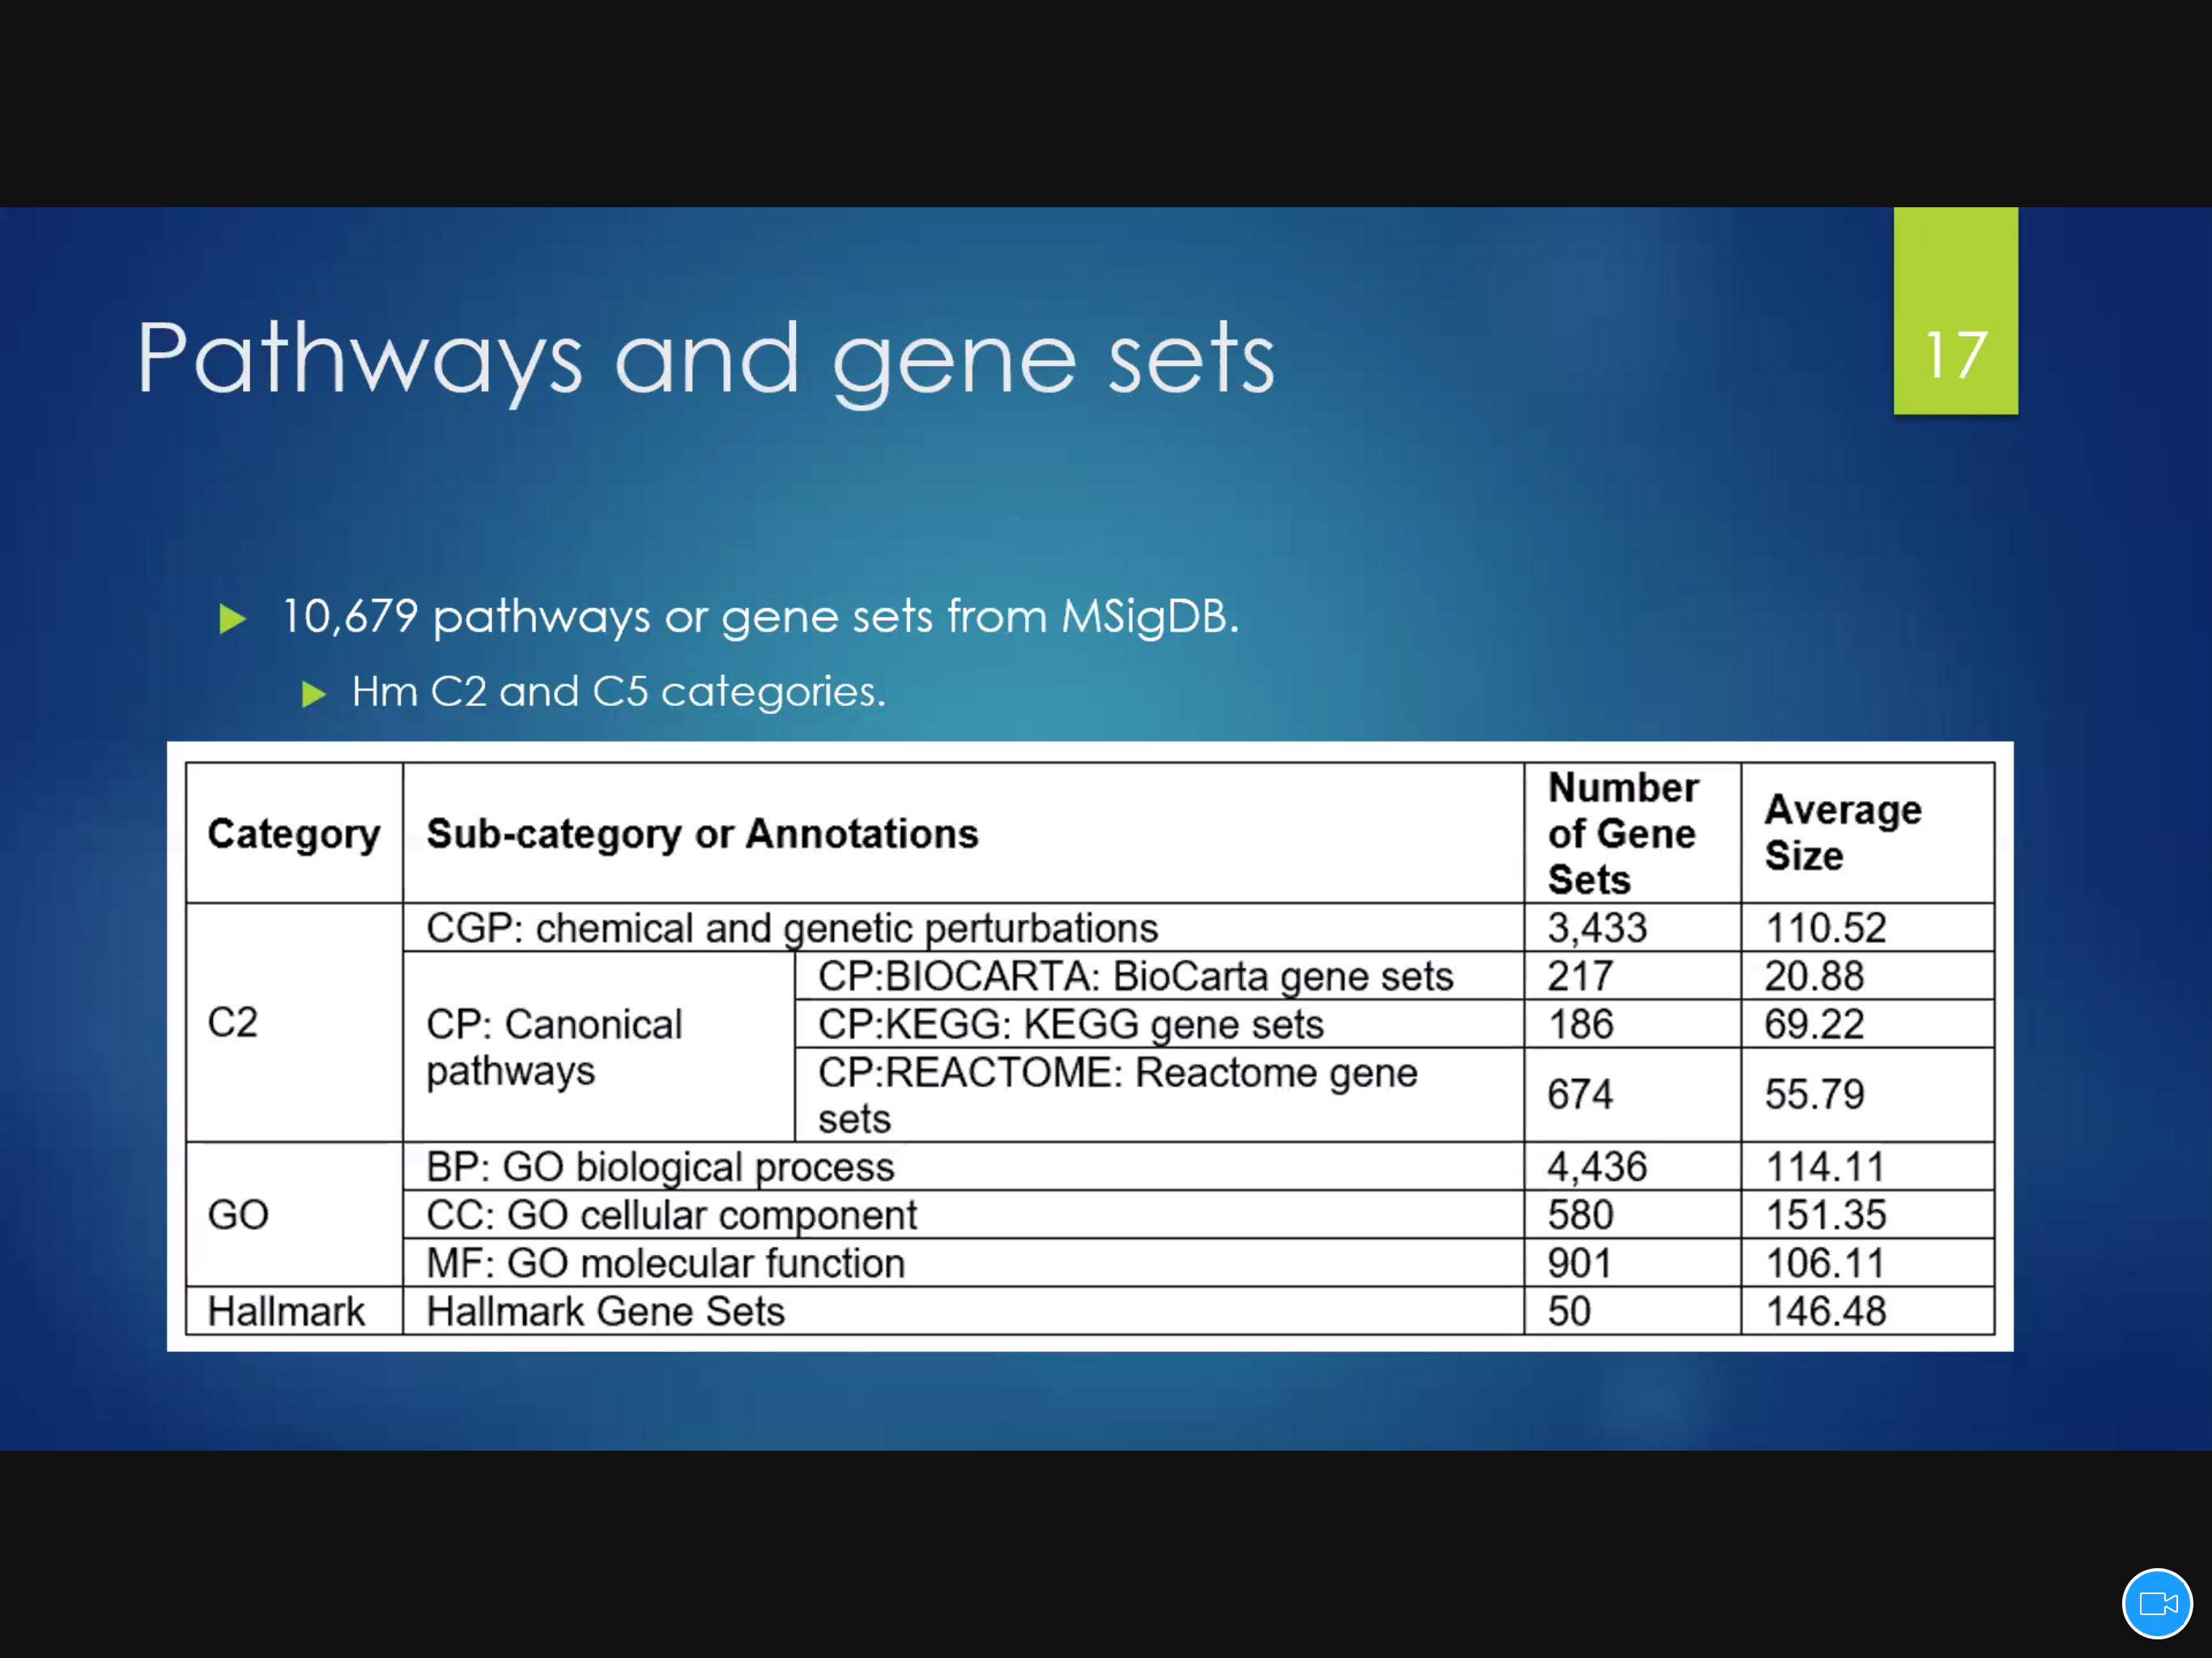 Pathways and gene sets
17
10,679 pathways or gene sets from MSigDB.
Hm C2 and C5 categories.
Category
Sub-category or Annotations
Number
of Gene
Sets
Average
Size
C2
CGP: chemical and genetic perturbations
3,433
110.52
CP: Canonical
pathways
CP:BIOCARTA: BioCarta gene sets
217
20.88
CP:KEGG: KEGG gene sets
186
69.22
CP:REACTOME: Reactome gene
sets
674
55.79
GO
BP: GO biological process
4,436
114.11
CC: GO cellular component
580
151.35
MF: GO molecular function
901
106.11
Hallmark
Hallmark Gene Sets
50
146.48